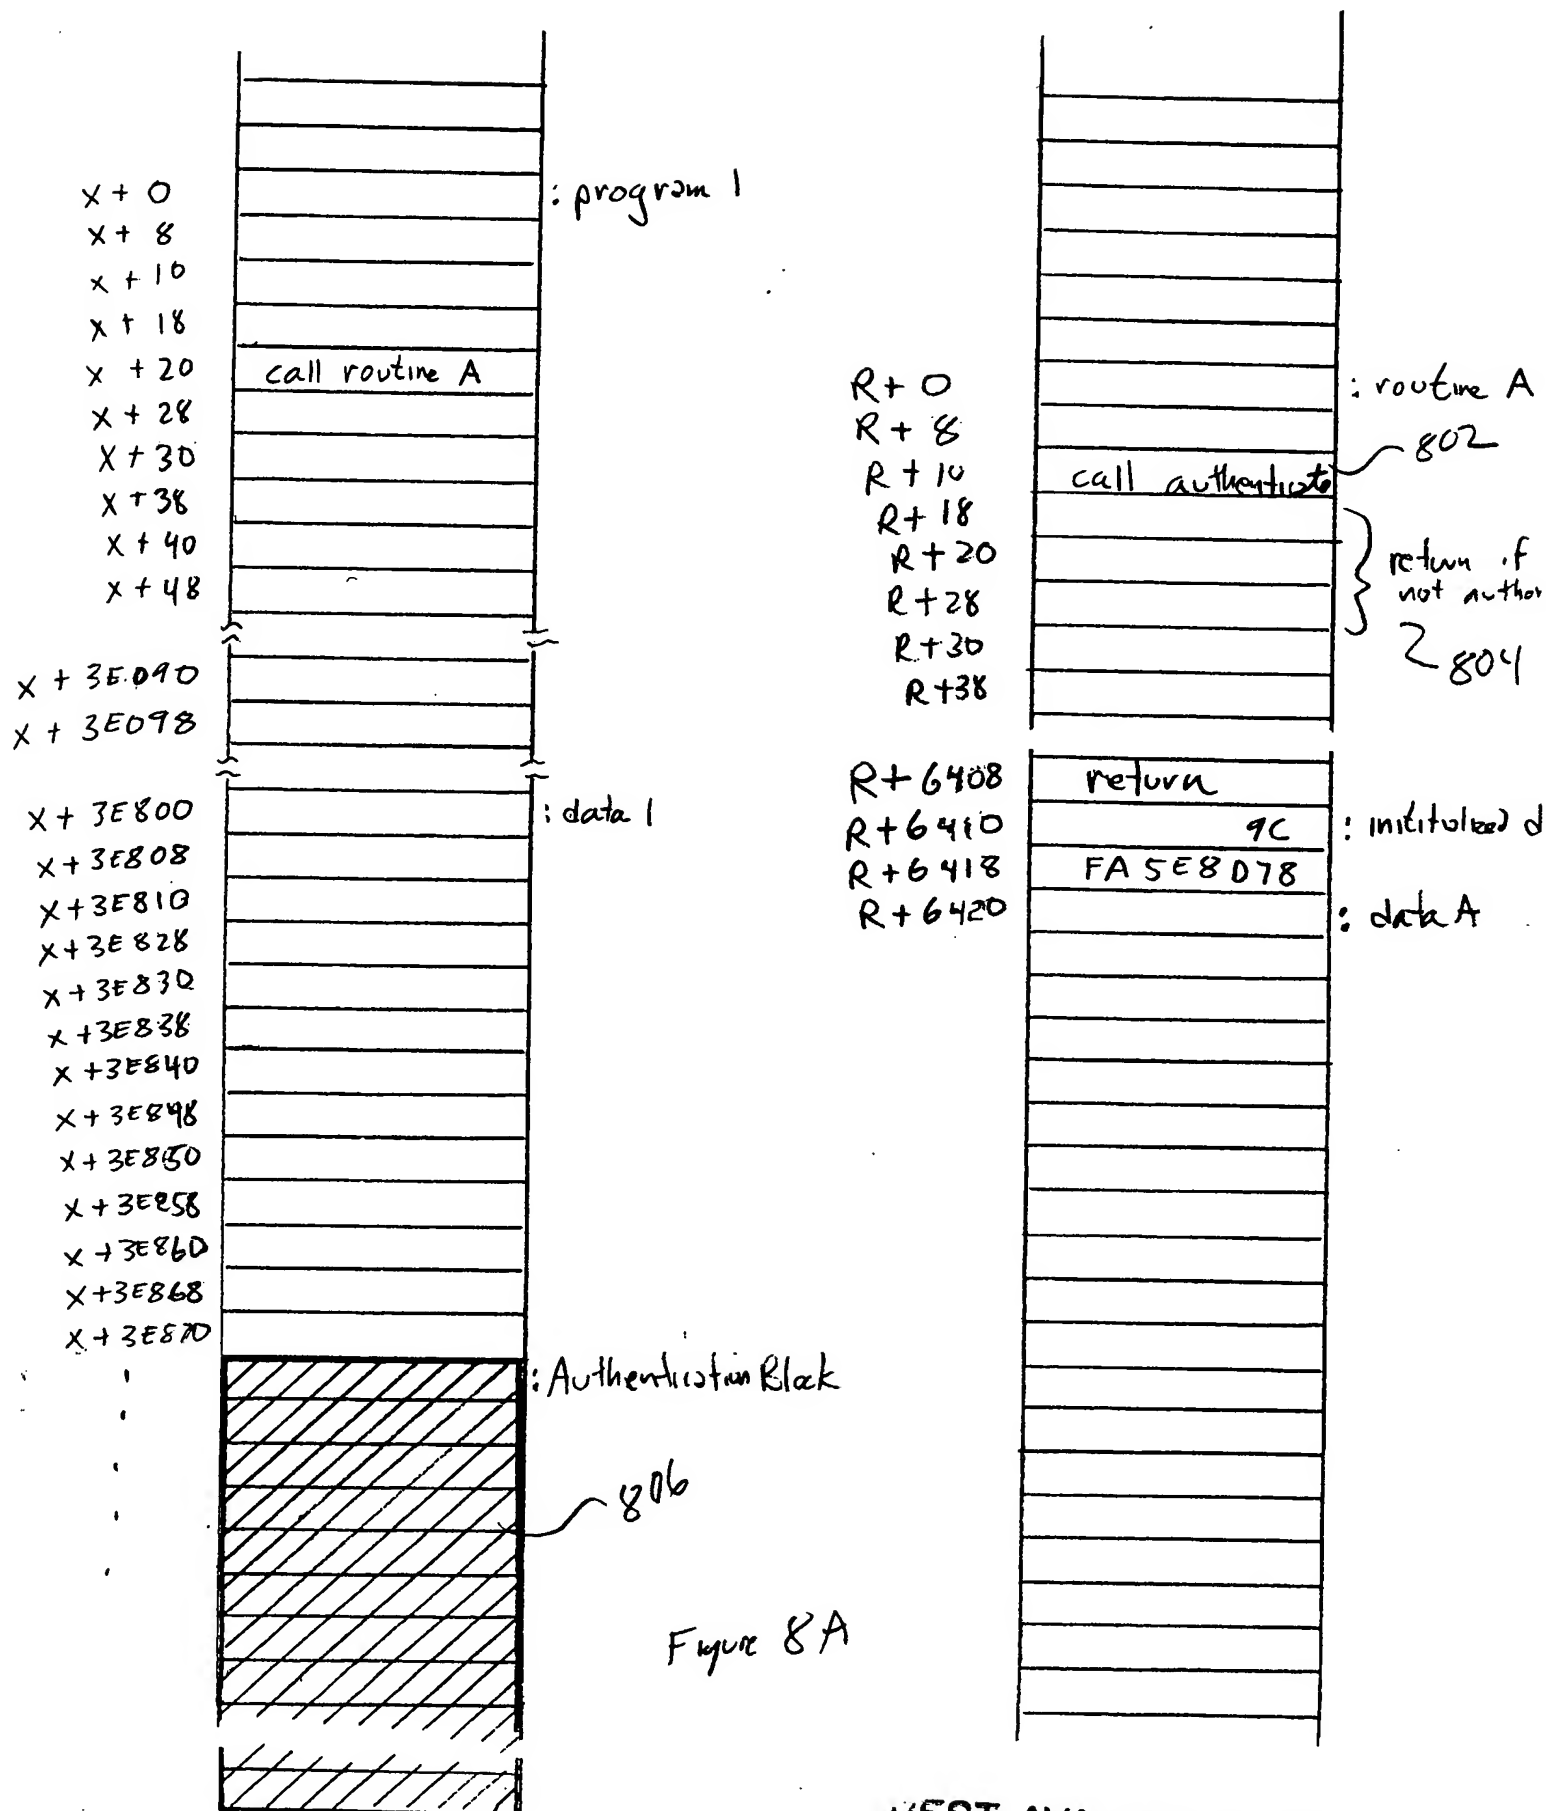 x + 0 : program 1
x + 8
x + 10
x + 18
x + 20 call routine A
x + 28
x + 30
x + 38
x + 40
x + 48
x + 3E090
x + 3E098
x + 3E800 : data 1
x + 3E808
x + 3E810
x + 3E828
x + 3E830
x + 3E838
x + 3E840
x + 3E848
x + 3E850
x + 3E858
x + 3E860
x + 3E868
x + 3E870
: Authentication Block
806
R + 0 : routine A
R + 8
802
R + 10 call authenticate
R + 18
R + 20
R + 28
R + 30
R + 38
return if
not author
804
R + 6408 return
R + 6410 9C : inititalized d
R + 6418 FA5E8D78
R + 6420 : data A
Figure 8A